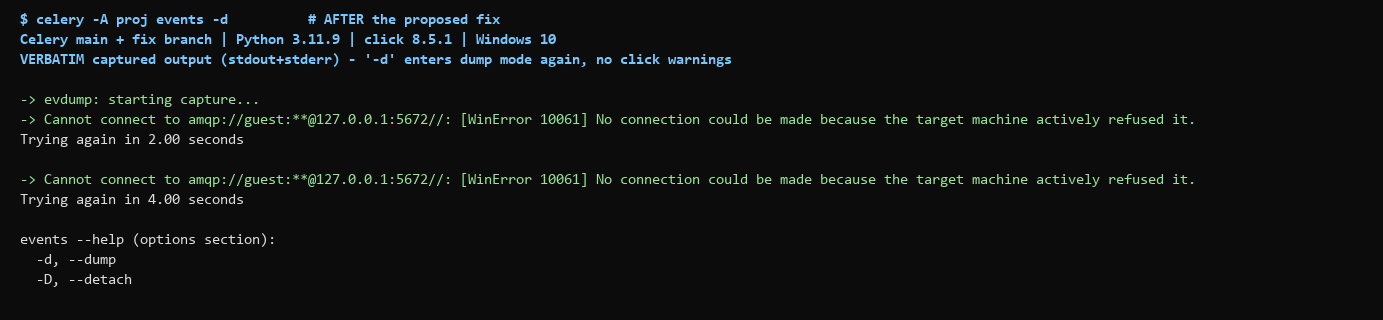 $ celery -A proj events -d          # AFTER the proposed fix
Celery main + fix branch | Python 3.11.9 | click 8.5.1 | Windows 10
VERBATIM captured output (stdout+stderr) - '-d' enters dump mode again, no click warnings
-> evdump: starting capture...
-> Cannot connect to amqp://guest:**@127.0.0.1:5672//: [WinError 10061] No connection could be made because the target machine actively refused it.
Trying again in 2.00 seconds
-> Cannot connect to amqp://guest:**@127.0.0.1:5672//: [WinError 10061] No connection could be made because the target machine actively refused it.
Trying again in 4.00 seconds
events --help (options section):
  -d, --dump
  -D, --detach